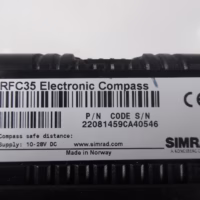 RFC35 Electronic Compass
P/N CODE S/N
22081459CA40546
Compass safe distance:
Supply: 10-28V DC
www.simrad.com
Made in Norway
SIMRAD